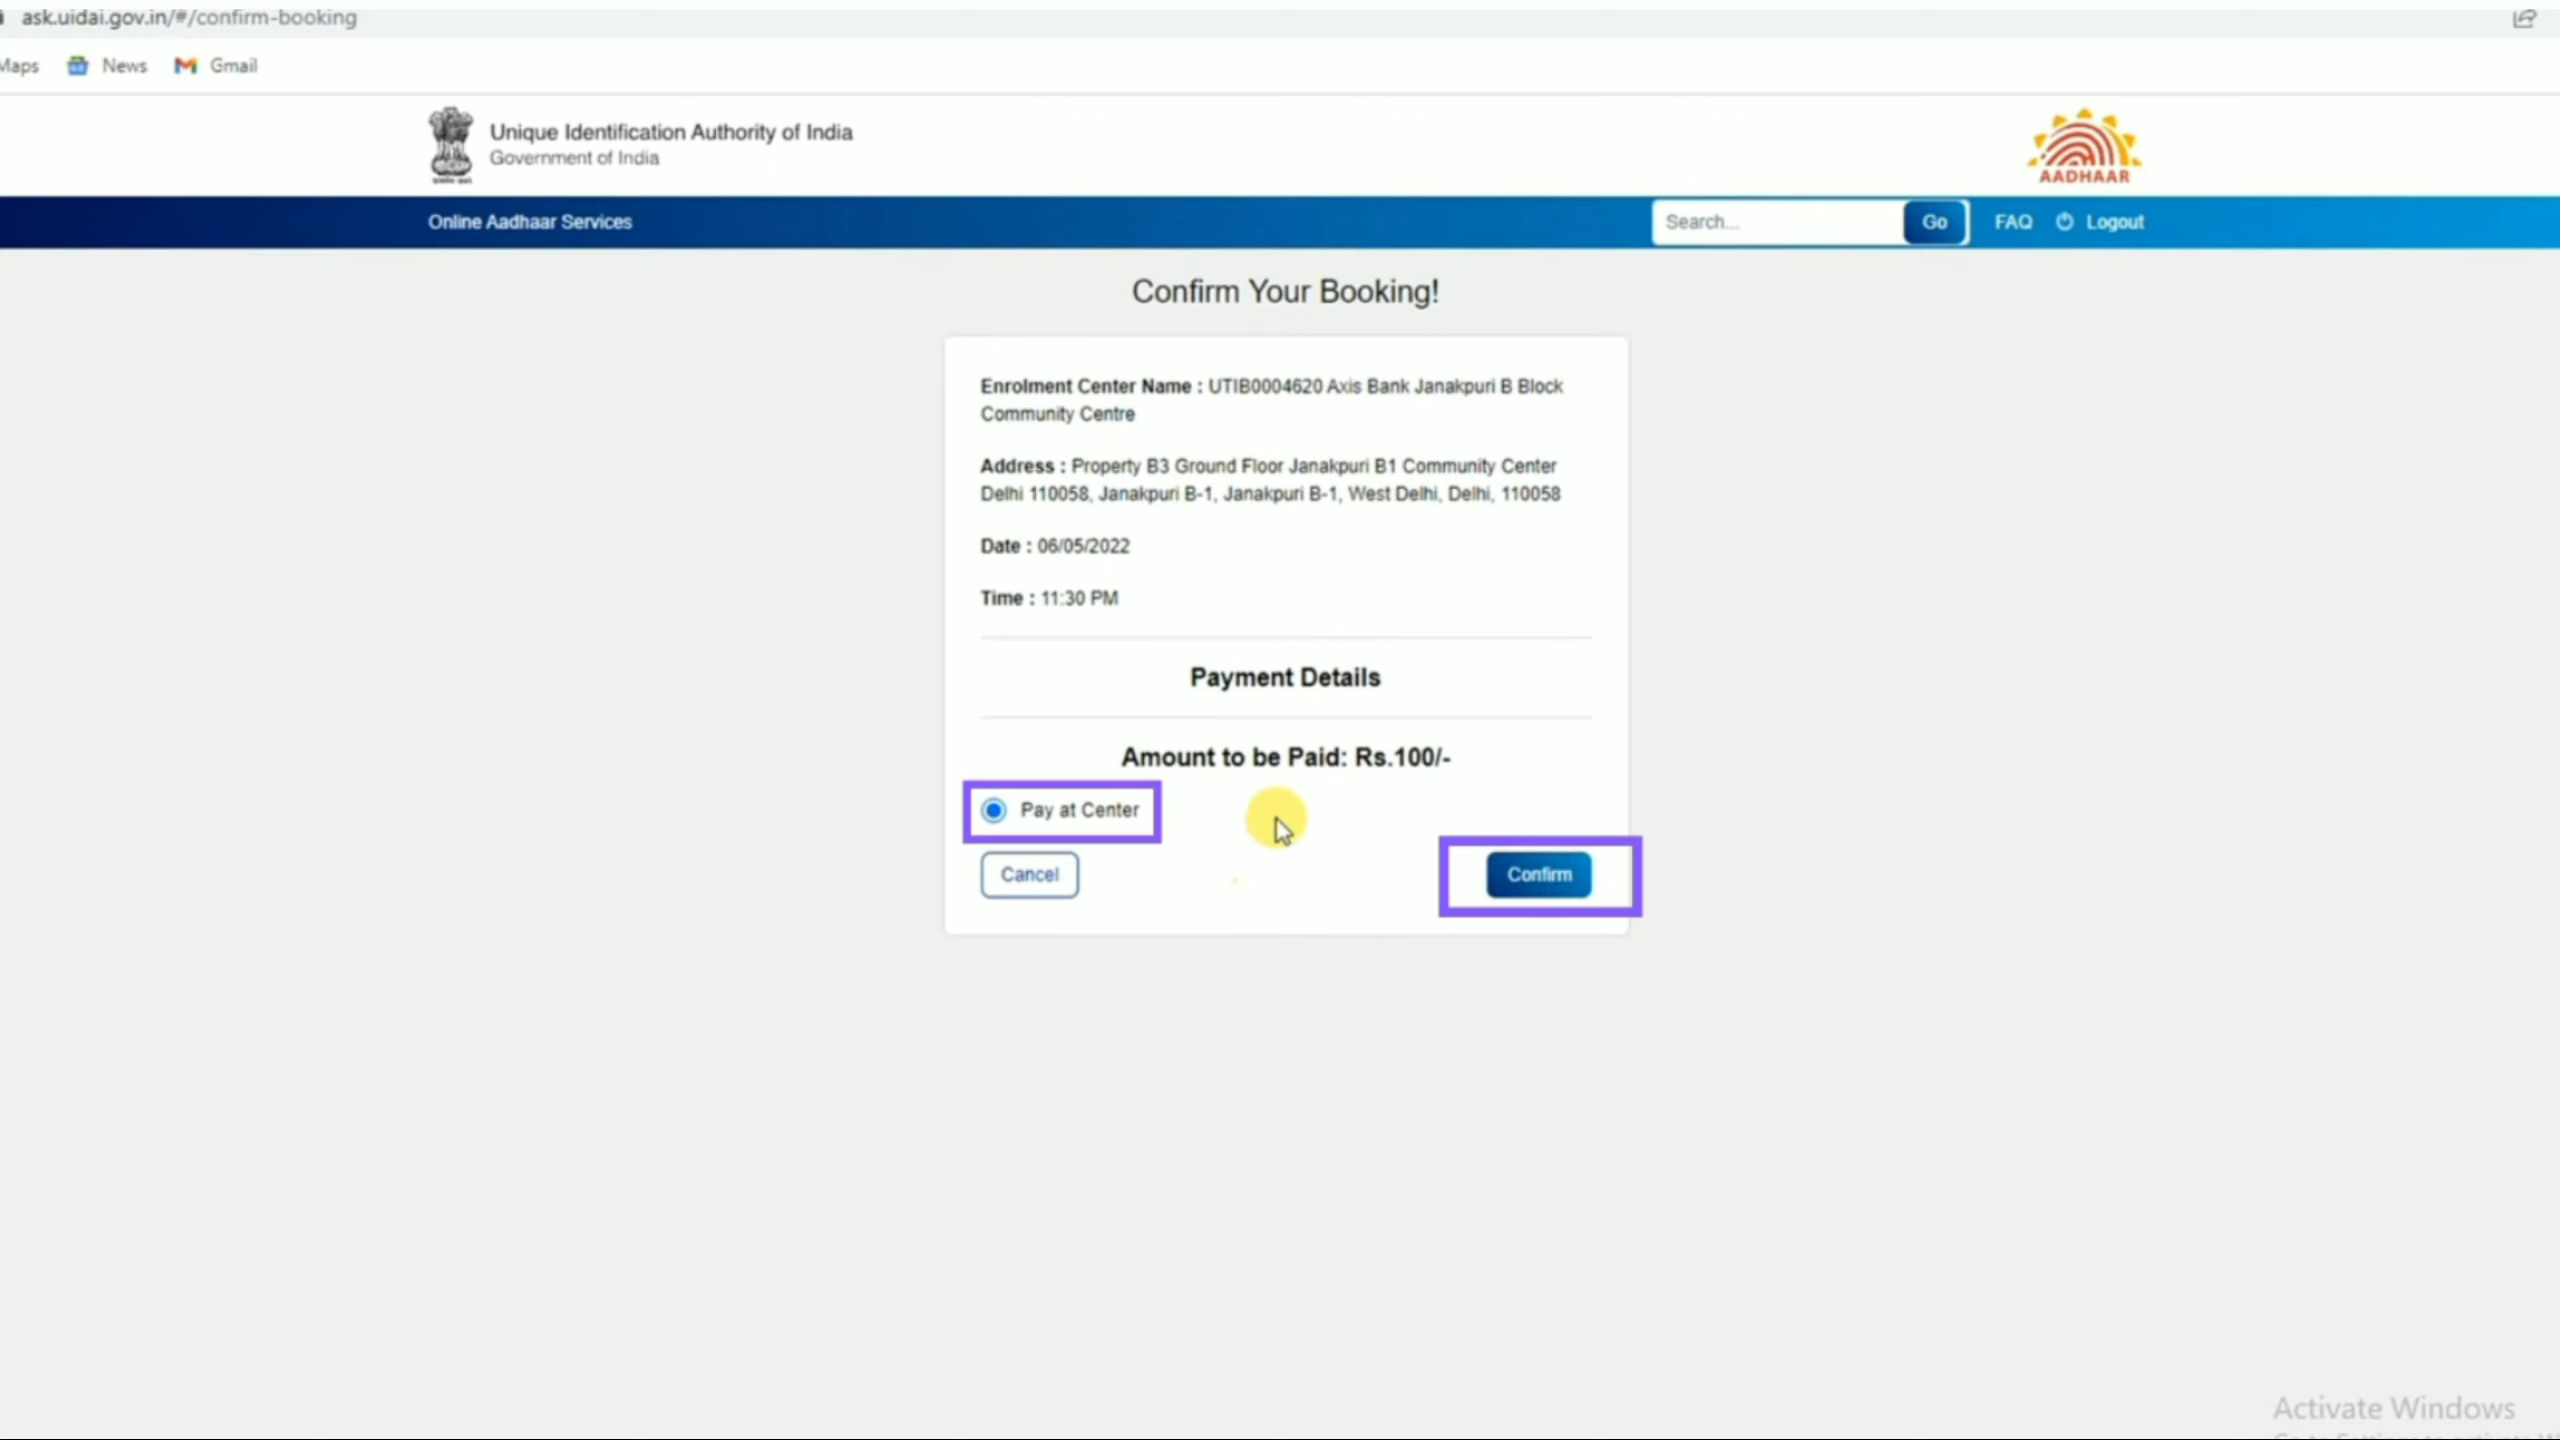 ask.uidai.gov.in/#/confirm-booking
Maps News Gmail
Unique Identification Authority of India
Government of India
AADHAAR
Online Aadhaar Services Search... Go FAQ Logout
Confirm Your Booking!
Enrolment Center Name : UTIB0004620 Axis Bank Janakpuri B Block
Community Centre
Address : Property B3 Ground Floor Janakpuri B1 Community Center
Delhi 110058, Janakpuri B-1, Janakpuri B-1, West Delhi, Delhi, 110058
Date : 06/05/2022
Time : 11:30 PM
Payment Details
Amount to be Paid: Rs.100/-
Pay at Center
Cancel Confirm
Activate Windows